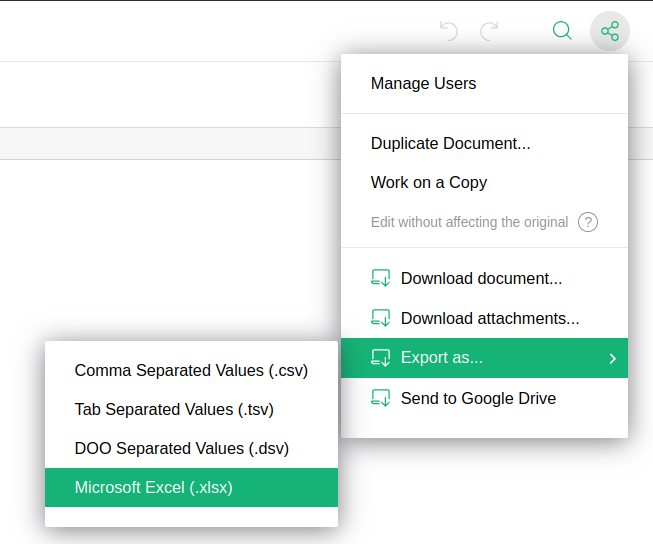 Manage Users
Duplicate Document...
Work on a Copy
Edit without affecting the original ?
Download document...
Download attachments...
Export as...
Send to Google Drive
Comma Separated Values (.csv)
Tab Separated Values (.tsv)
DOO Separated Values (.dsv)
Microsoft Excel (.xlsx)